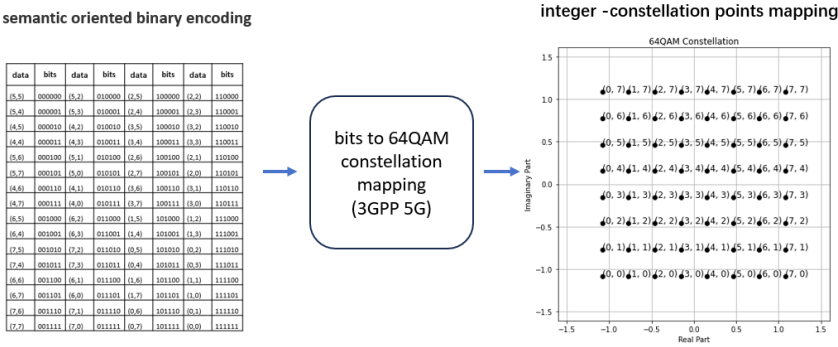 semantic oriented binary encoding
integer -constellation points mapping
data bits data bits data bits data bits
(5,5) 000000 (5,2) 010000 (2,5) 100000 (2,2) 110000
(5,4) 000001 (5,3) 010001 (2,4) 100001 (2,3) 110001
(4,5) 000010 (4,2) 010010 (3,5) 100010 (3,2) 110010
(4,4) 000011 (4,3) 010011 (3,4) 100011 (3,3) 110011
(5,6) 000100 (5,1) 010100 (2,6) 100100 (2,1) 110100
(5,7) 000101 (5,0) 010101 (2,7) 100101 (2,0) 110101
(4,6) 000110 (4,1) 010110 (3,6) 100110 (3,1) 110110
(4,7) 000111 (4,0) 010111 (3,7) 100111 (3,0) 110111
(6,5) 001000 (6,2) 011000 (1,5) 101000 (1,2) 111000
(6,4) 001001 (6,3) 011001 (1,4) 101001 (1,3) 111001
(7,5) 001010 (7,2) 011010 (0,5) 101010 (0,2) 111010
(7,4) 001011 (7,3) 011011 (0,4) 101011 (0,3) 111011
(6,6) 001100 (6,1) 011100 (1,6) 101100 (1,1) 111100
(6,7) 001101 (6,0) 011101 (1,7) 101101 (1,0) 111101
(7,6) 001110 (7,1) 011110 (0,6) 101110 (0,1) 111110
(7,7) 001111 (7,0) 011111 (0,7) 101111 (0,0) 111111
bits to 64QAM
constellation
mapping
(3GPP 5G)
64QAM Constellation
1.5
1.0
0.5
0.0
−0.5
−1.0
−1.5
Imaginary Part
(0, 7) (1, 7) (2, 7) (3, 7) (4, 7) (5, 7) (6, 7) (7, 7)
(0, 6) (1, 6) (2, 6) (3, 6) (4, 6) (5, 6) (6, 6) (7, 6)
(0, 5) (1, 5) (2, 5) (3, 5) (4, 5) (5, 5) (6, 5) (7, 5)
(0, 4) (1, 4) (2, 4) (3, 4) (4, 4) (5, 4) (6, 4) (7, 4)
(0, 3) (1, 3) (2, 3) (3, 3) (4, 3) (5, 3) (6, 3) (7, 3)
(0, 2) (1, 2) (2, 2) (3, 2) (4, 2) (5, 2) (6, 2) (7, 2)
(0, 1) (1, 1) (2, 1) (3, 1) (4, 1) (5, 1) (6, 1) (7, 1)
(0, 0) (1, 0) (2, 0) (3, 0) (4, 0) (5, 0) (6, 0) (7, 0)
−1.5 −1.0 −0.5 0.0 0.5 1.0 1.5
Real Part